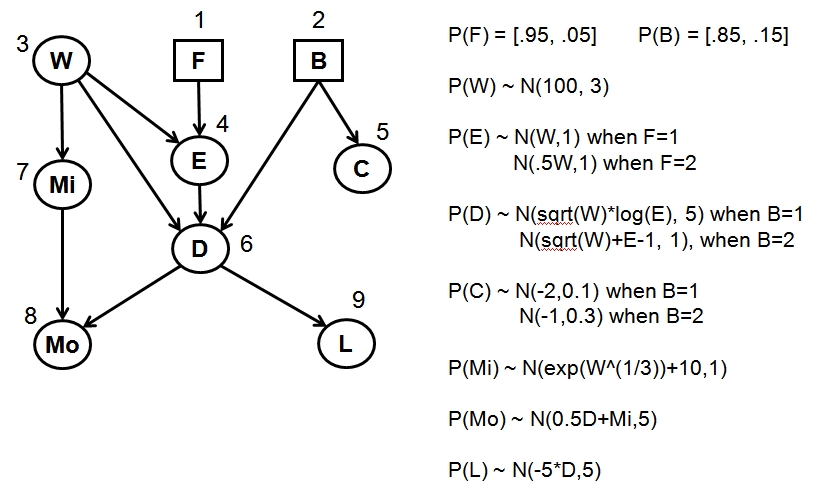 1
2
3
W
F
B
4
5
E
C
7
Mi
D
6
8
9
Mo
L
P(F) = [.95, .05] P(B) = [.85, .15]
P(W) ~ N(100, 3)
P(E) ~ N(W,1) when F=1
N(.5W,1) when F=2
P(D) ~ N(sqrt(W)*log(E), 5) when B=1
N(sqrt(W)+E-1, 1), when B=2
P(C) ~ N(-2,0.1) when B=1
N(-1,0.3) when B=2
P(Mi) ~ N(exp(W^(1/3))+10,1)
P(Mo) ~ N(0.5D+Mi,5)
P(L) ~ N(-5*D,5)